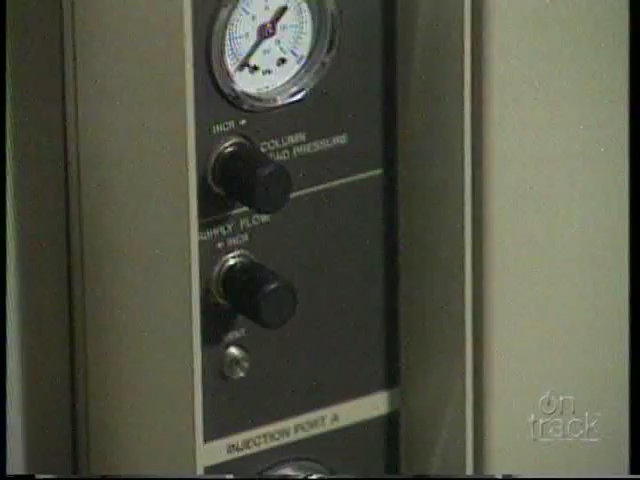 INCR
COLUMN
HEAD PRESSURE
SUPPLY FLOW
INCR
INJECTION PORT A
on
track